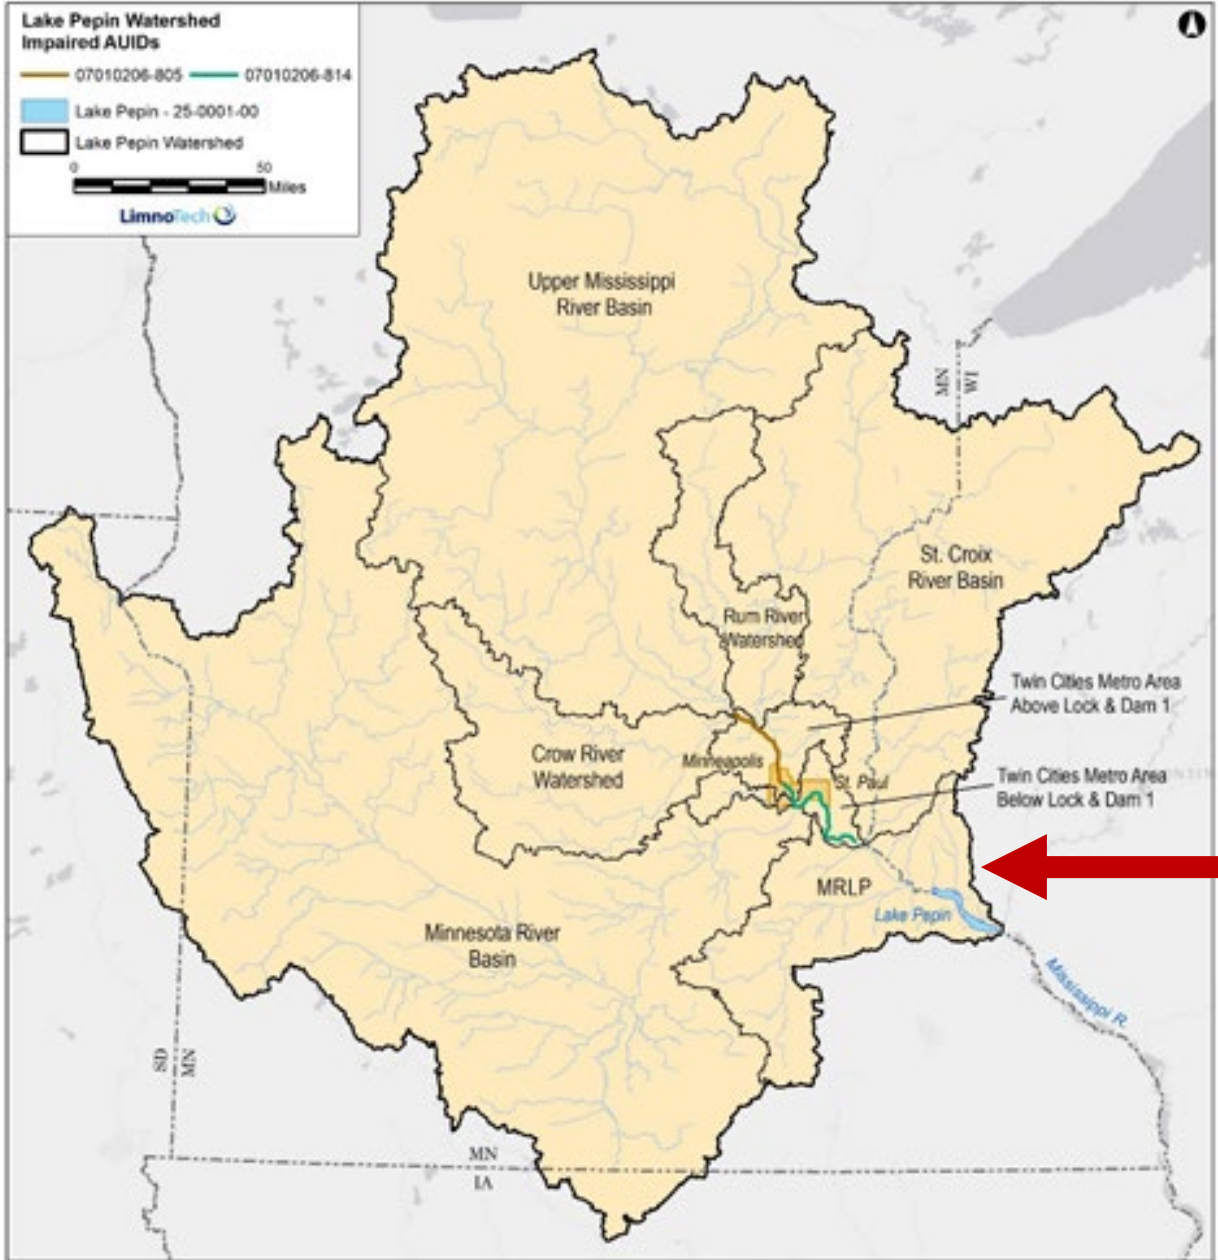 Lake Pepin Watershed
Impaired AUIDs
07010206-805 07010206-814
Lake Pepin - 25-0001-00
Lake Pepin Watershed
0 50
Miles
LimnoTech
Upper Mississippi
River Basin
MN WI
St. Croix
River Basin
Rum River
Watershed
Twin Cities Metro Area
Above Lock & Dam 1
Crow River
Watershed
Minneapolis
St. Paul
Twin Cities Metro Area
Below Lock & Dam 1
MRLP
Lake Pepin
Minnesota River
Basin
Mississippi R.
SD MN
MN
IA